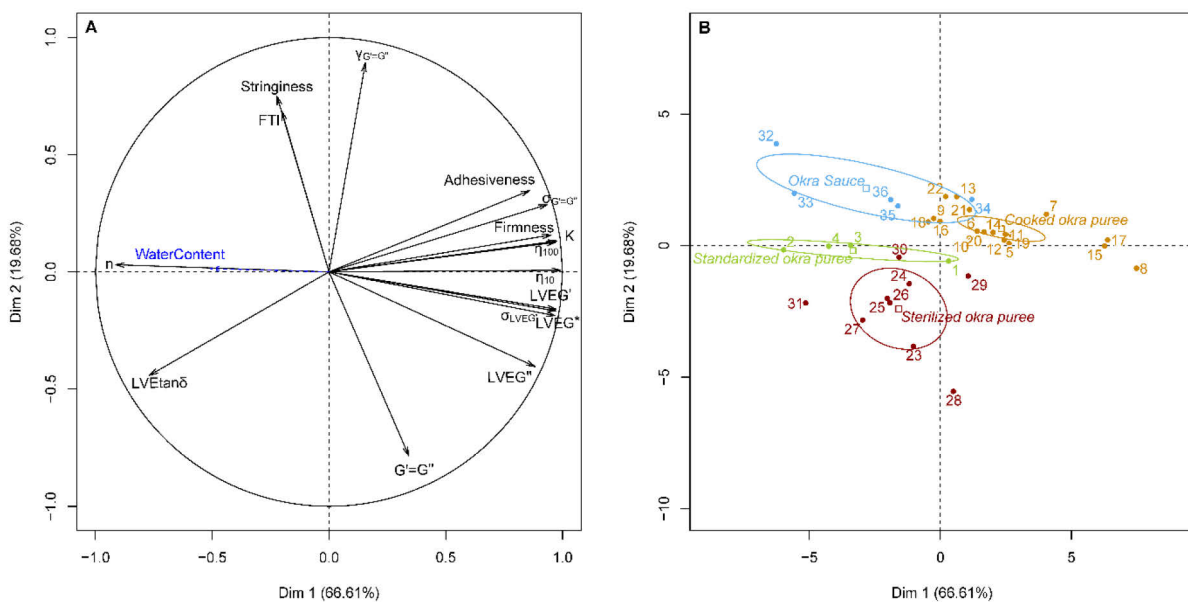 A
1.0
0.5
0.0
-0.5
-1.0
Dim 2 (19.68%)
γG'=G"
Stringiness
FTI
Adhesiveness
σG'=G"
Firmness
K
η100
WaterContent
n
η10
LVEG'
σLVEG'
LVEG*
LVEG"
LVEtanδ
G'=G"
-1.0 -0.5 0.0 0.5 1.0
Dim 1 (66.61%)
B
5
0
-5
-10
Dim 2 (19.68%)
32
Okra Sauce
36
33
35
34
22 13
7
9 21
18 16
Cooked okra puree
6 14 11
20 19
10 12 5
17
15
8
3
4
2
30
Standardized okra puree
1
24
29
31
26
25
Sterilized okra puree
27
23
28
-5 0 5
Dim 1 (66.61%)